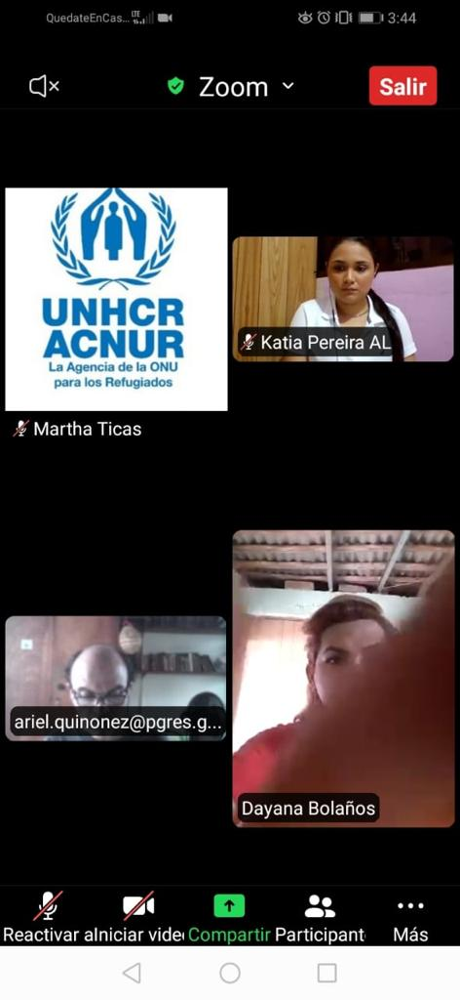 QuedateEnCas... LTE
3:44
Zoom
Salir
UNHCR
ACNUR
La Agencia de la ONU
para los Refugiados
Martha Ticas
Katia Pereira AL
ariel.quinonez@pgres.g...
Dayana Bolaños
Reactivar a
Iniciar vide
Compartir
Participant
Más